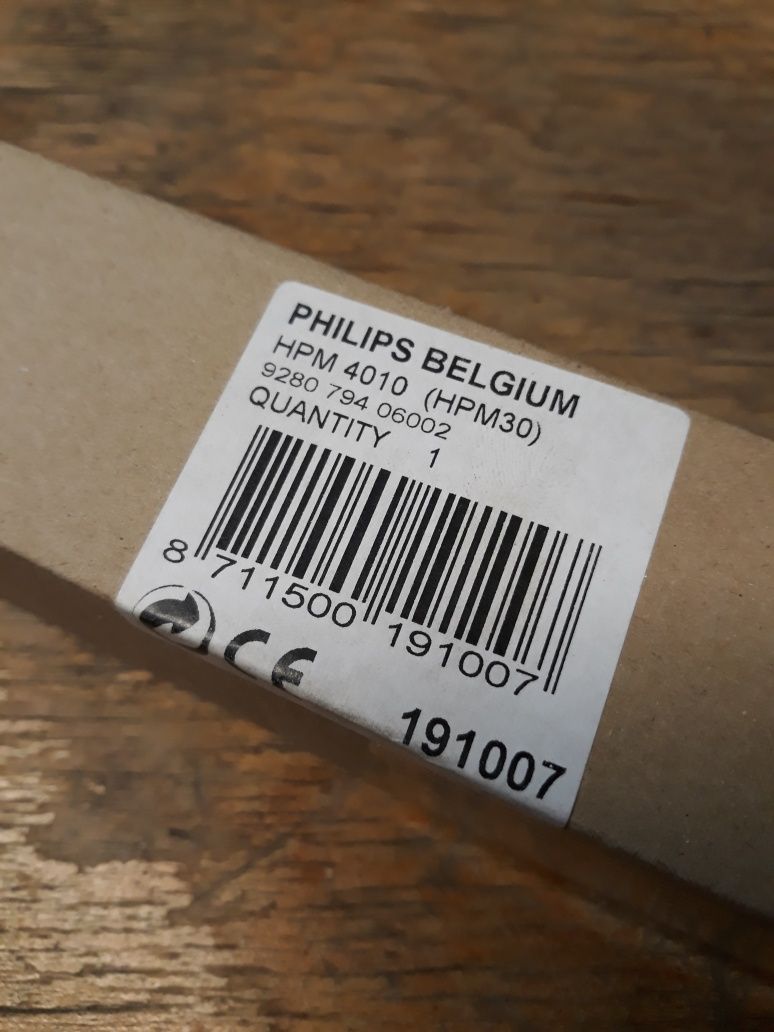 PHILIPS BELGIUM
HPM 4010 (HPM30)
9280 794 06002
QUANTITY 1
8 711500 191007
CE
191007